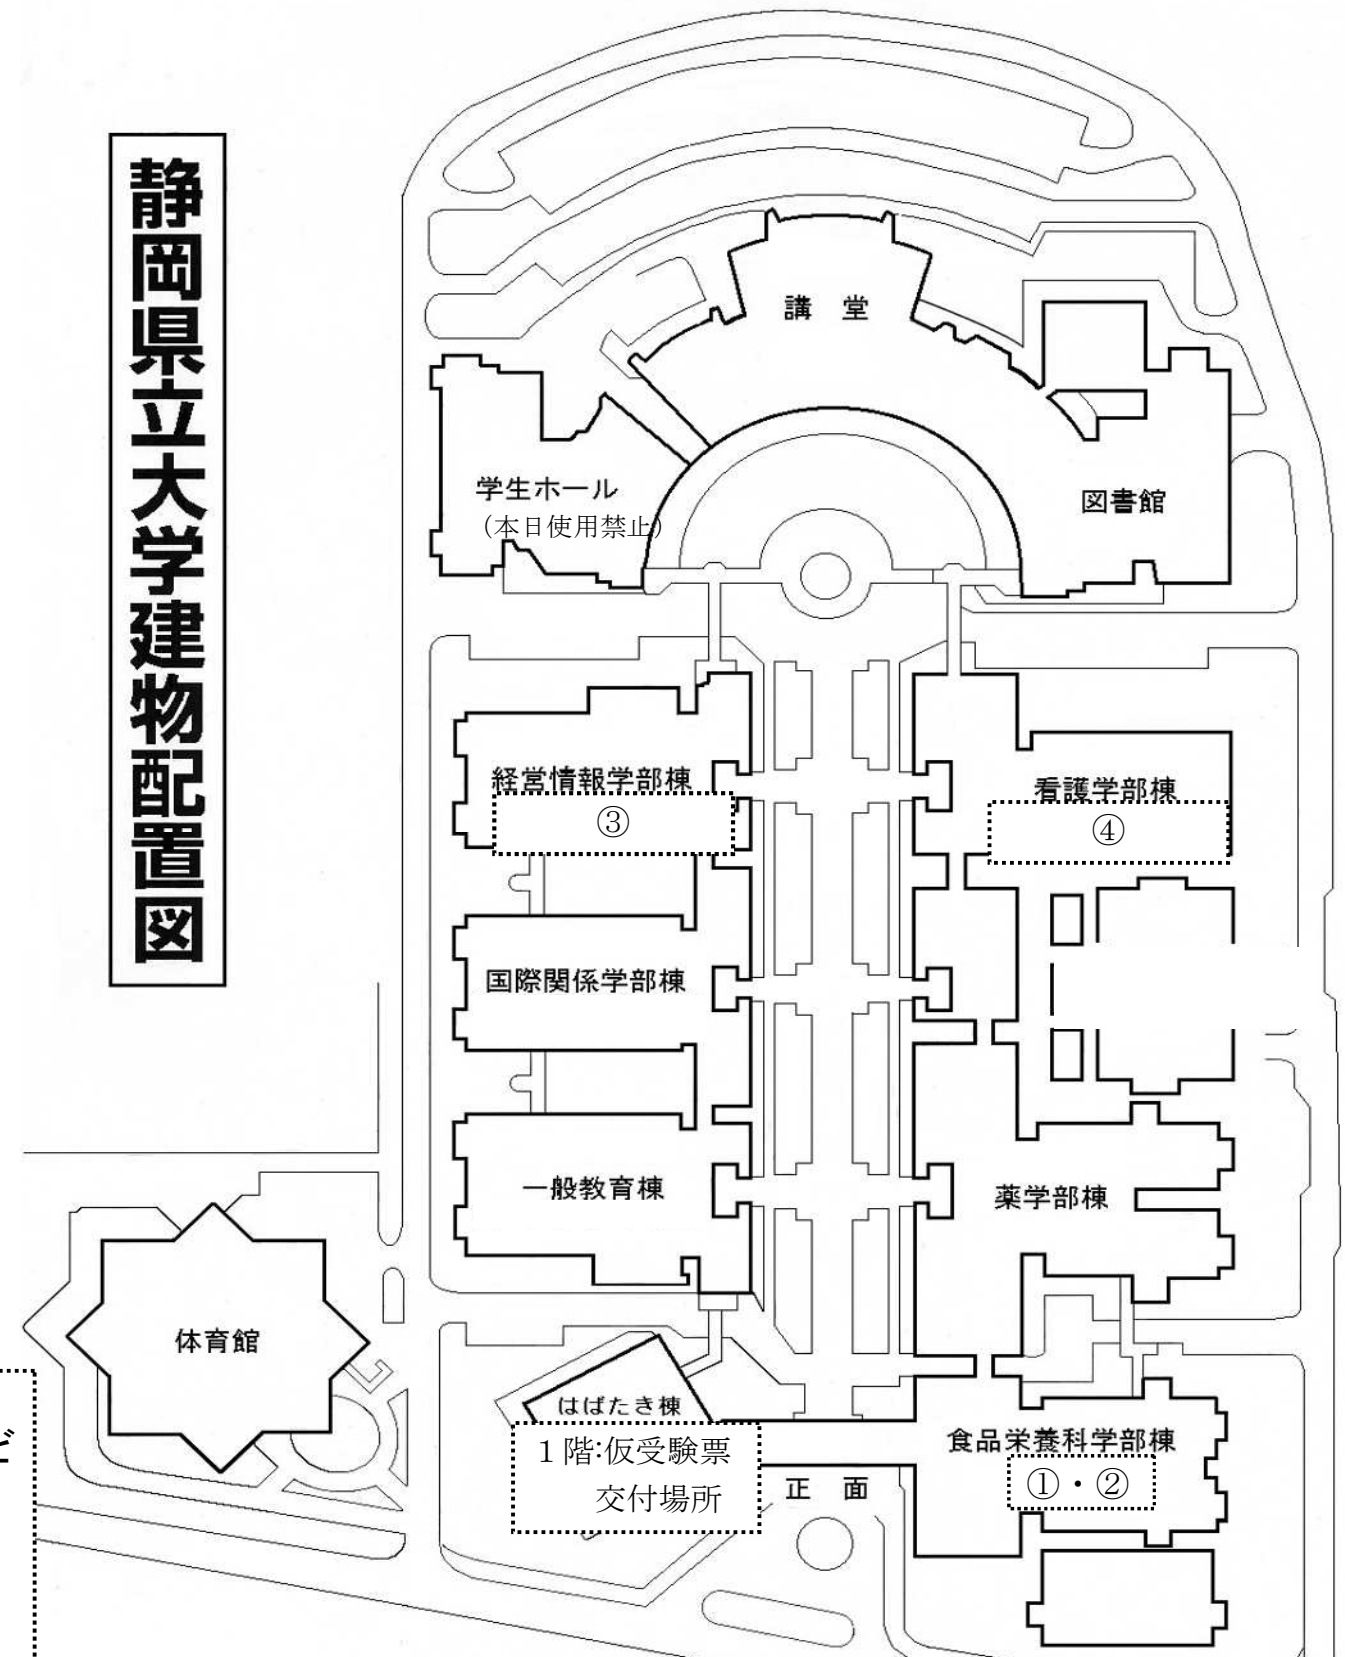 静岡県立大学建物配置図
講 堂
学生ホール
(本日使用禁止)
図書館
経営情報学部棟
③
看護学部棟
④
国際関係学部棟
一般教育棟
薬学部棟
体育館
はばたき棟
１階:仮受験票
交付場所
食品栄養科学部棟
①・②
正 面